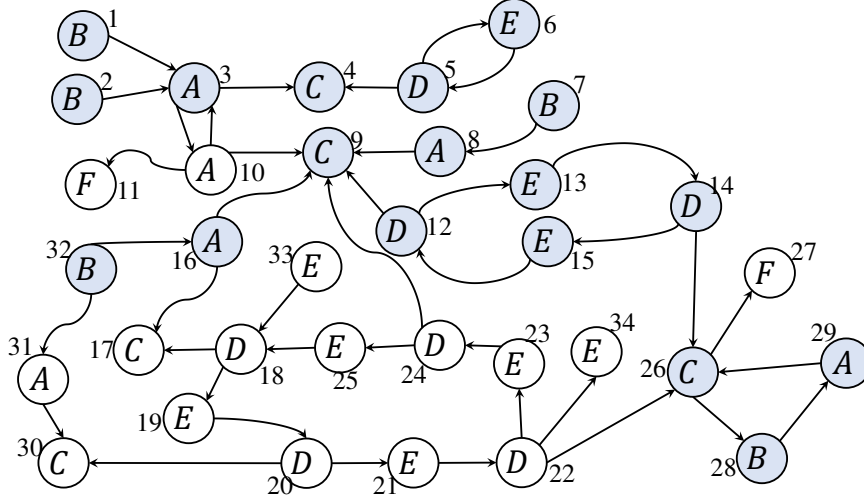 B 1
E 6
B 2
A 3
C 4
D 5
B 7
C 9
A 8
A 10
F 11
E 13
D 14
D 12
E 15
B 32
A 16
E 33
F 27
C 17
D 18
E 25
D 24
E 23
E 34
A 31
C 26
A 29
E 19
C 30
D 20
E 21
D 22
B 28